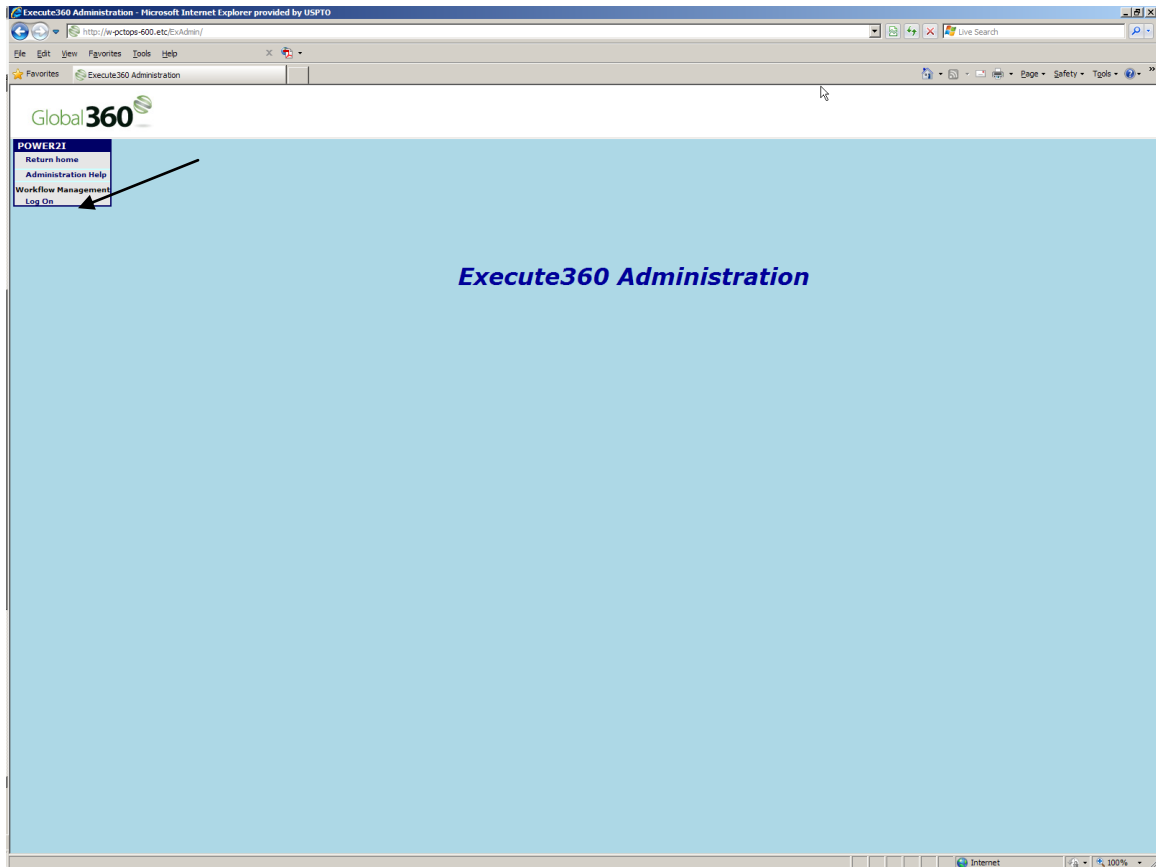 Execute360 Administration - Microsoft Internet Explorer provided by USPTO
http://w-pctops-600.etc/ExAdmin/
Live Search
File Edit View Favorites Tools Help
x
Favorites Execute360 Administration
Page Safety Tools
Global 360
POWER2I
Return home
Administration Help
Workflow Management
Log On
Execute360 Administration
Internet 100%